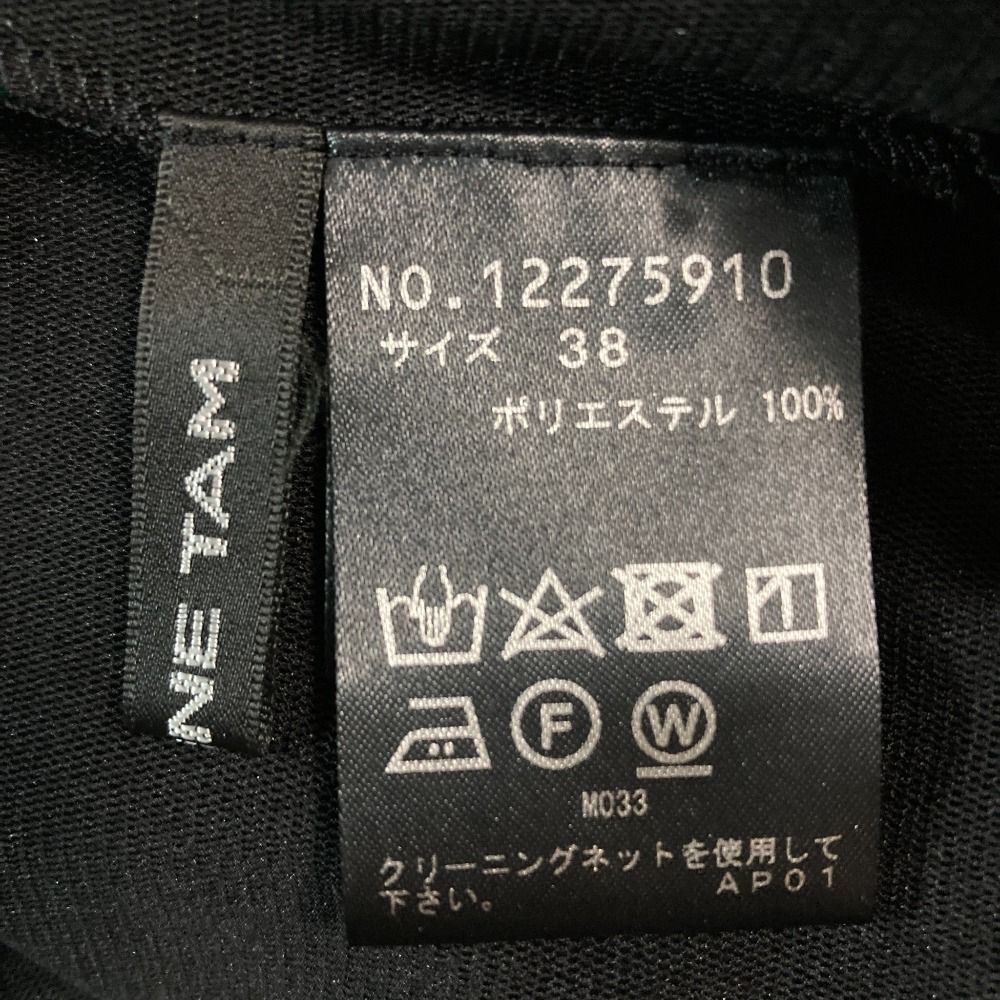 NE TAM
NO.12275910
サイズ 38
ポリエステル 100%
F W
M033
クリーニングネットを使用して
下さい。 AP01